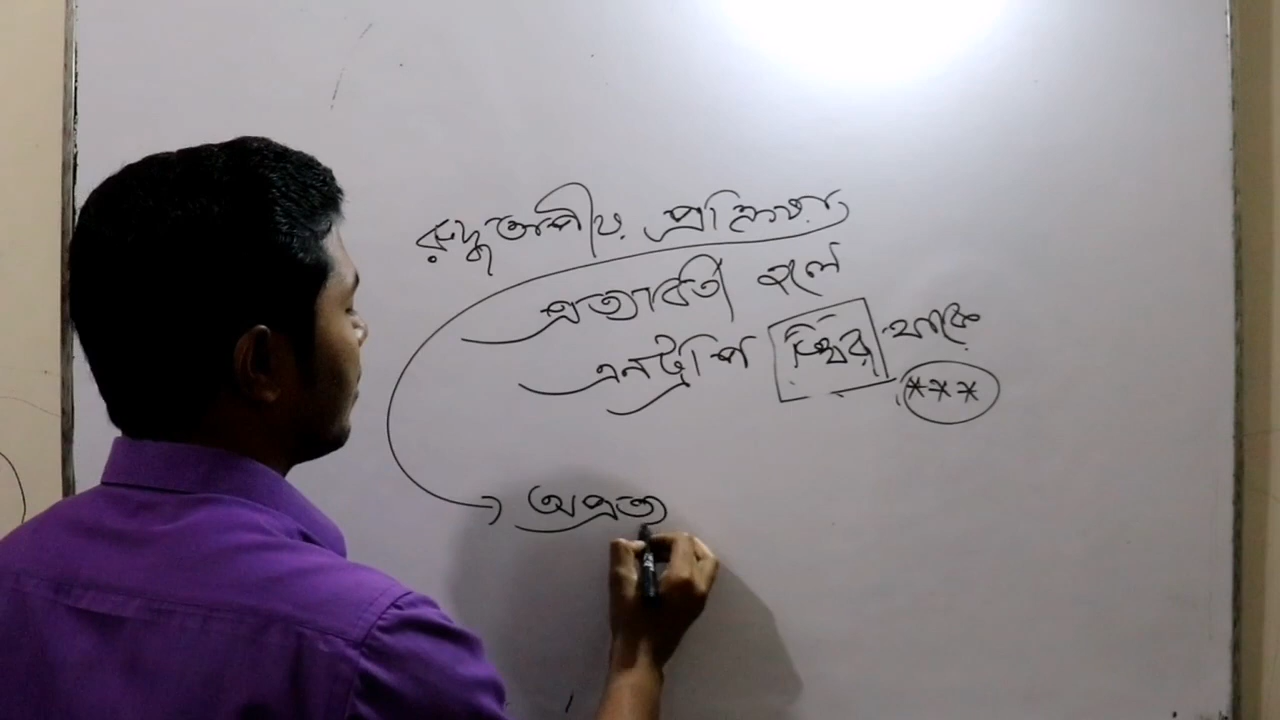 রুদ্ধতাপীয় প্রক্রিয়া
প্রত্যাবর্তী হলে
এনট্রপি স্থির থাকে
***
অপ্রত্য